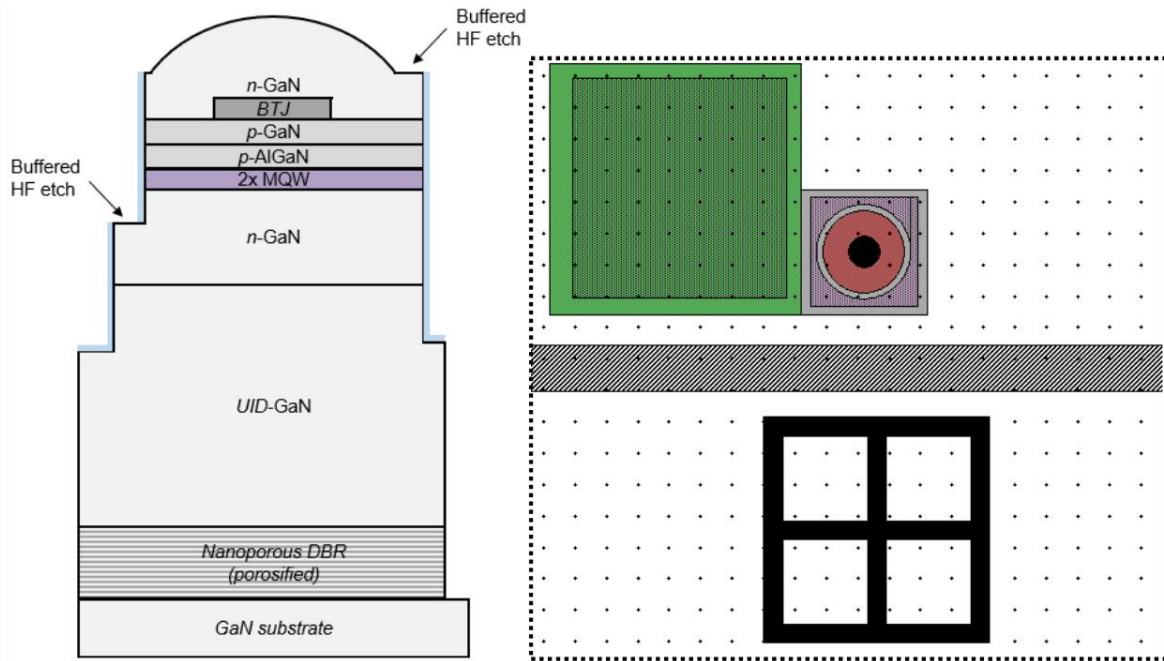 Buffered
HF etch
n-GaN
BTJ
p-GaN
p-AlGaN
2x MQW
Buffered
HF etch
n-GaN
UID-GaN
Nanoporous DBR
(porosified)
GaN substrate